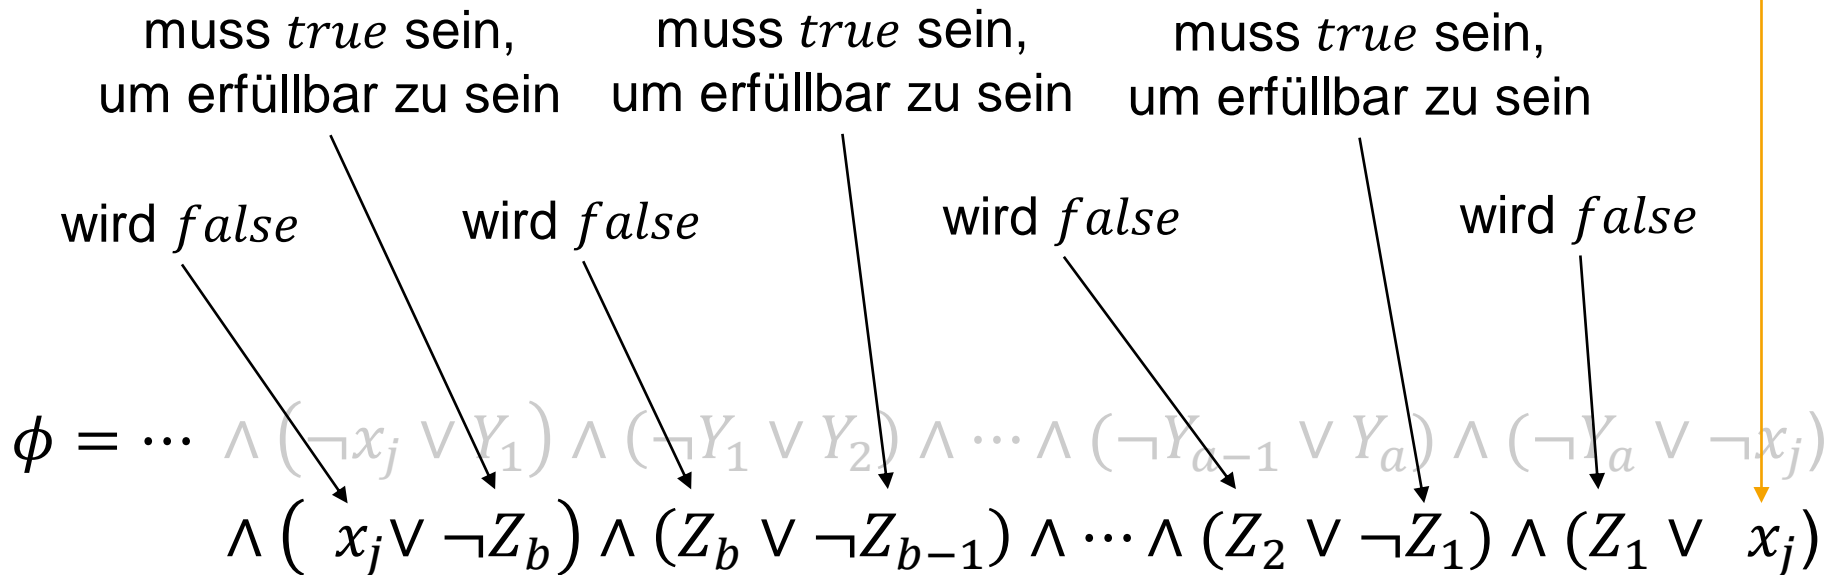 muss true sein, muss true sein, muss true sein,
um erfüllbar zu sein um erfüllbar zu sein um erfüllbar zu sein
wird false wird false wird false wird false
ϕ = ⋯ ∧ (¬x_j ∨ Y_1) ∧ (¬Y_1 ∨ Y_2) ∧ ⋯ ∧ (¬Y_{a−1} ∨ Y_a) ∧ (¬Y_a ∨ ¬x_j)
∧ ( x_j ∨ ¬Z_b) ∧ (Z_b ∨ ¬Z_{b−1}) ∧ ⋯ ∧ (Z_2 ∨ ¬Z_1) ∧ (Z_1 ∨ x_j)